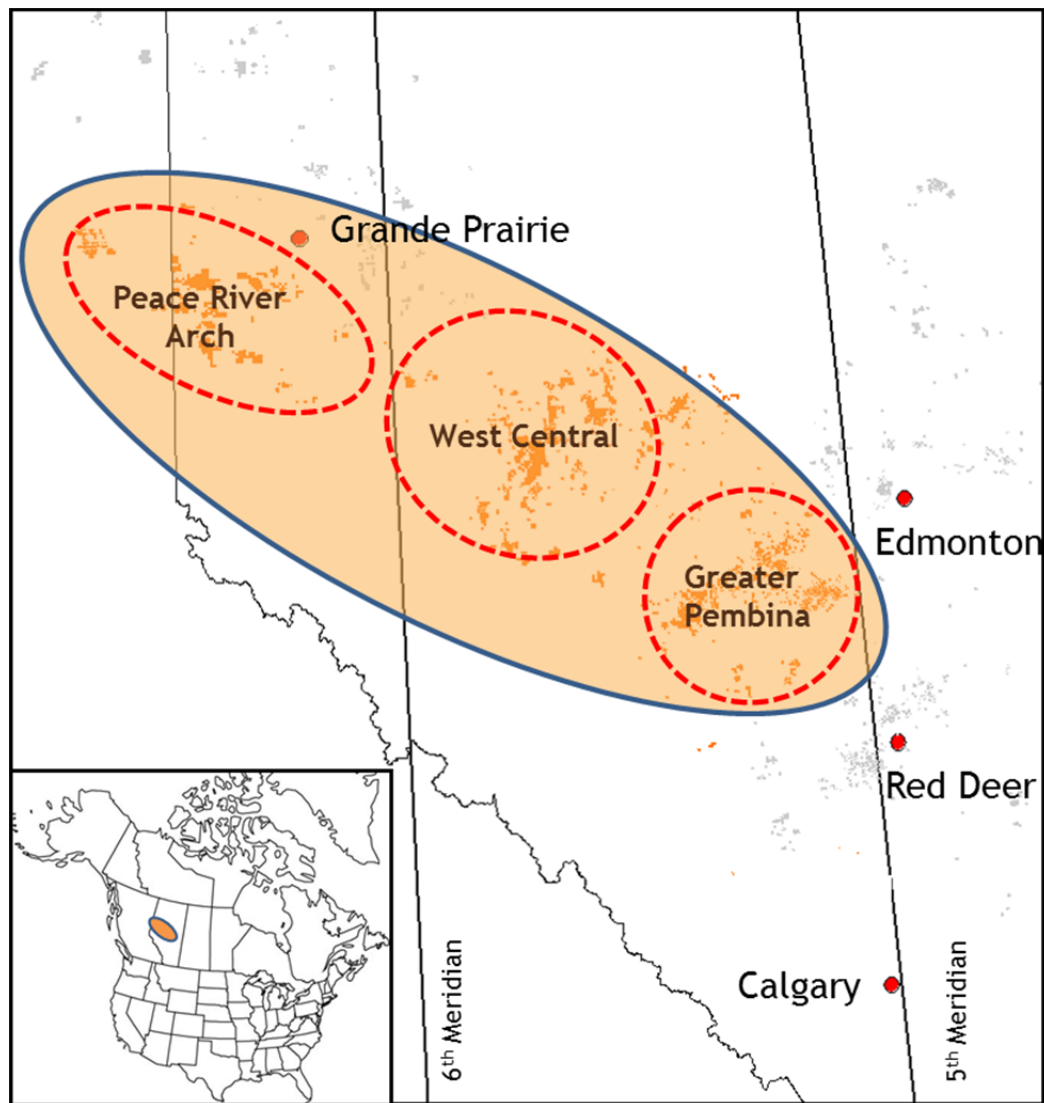 Grande Prairie
Peace River
Arch
West Central
Edmonton
Greater
Pembina
Red Deer
Calgary
6th Meridian
5th Meridian